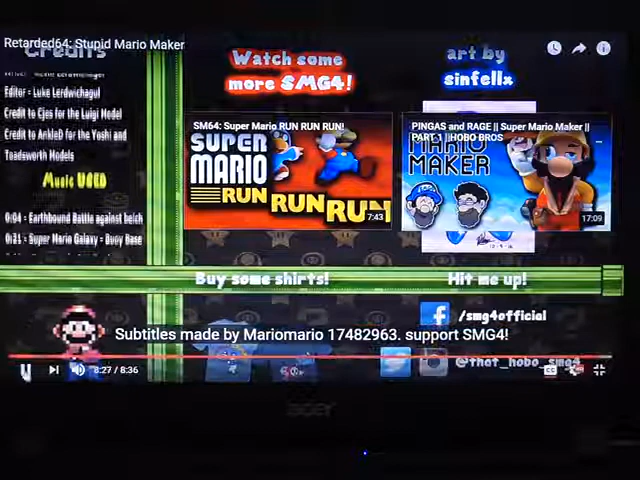 Retarded64: Stupid Mario Maker
Credits
Editor - Luke Lerdwichagul
Credit to Cjes for the Luigi Model
Credit to AnkleD for the Yoshi and
Toadsworth Models
Music USED
0:04 - Earthbound Battle against belch
0:21 - Super Mario Galaxy - Buoy Base
Watch some
more SMG4!
SM64: Super Mario RUN RUN RUN!
SUPER
MARIO
RUN
RUN
RUN
7:43
art by
sinfellx
PINGAS and RAGE || Super Mario Maker ||
PART 1 || HOBO BROS
MARIO
MAKER
17:09
Buy some shirts!
Hit me up!
/smg4official
@that_hobo_smg4
Subtitles made by Mariomario 17482963. support SMG4!
8:27 / 8:36
CC
acer